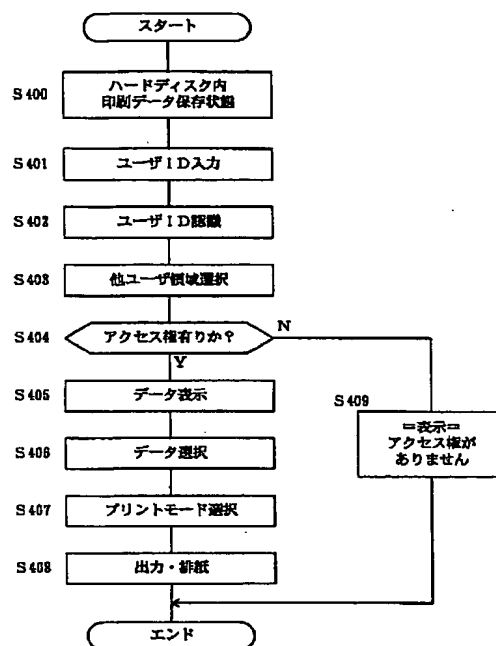 スタート
S400
ハードディスク内
印刷データ保存状態
S401
ユーザID入力
S402
ユーザID認識
S403
他ユーザ領域選択
S404
アクセス権有りか?
N
Y
S405
データ表示
S409
=表示=
アクセス権が
ありません
S406
データ選択
S407
プリントモード選択
S408
出力・排紙
エンド